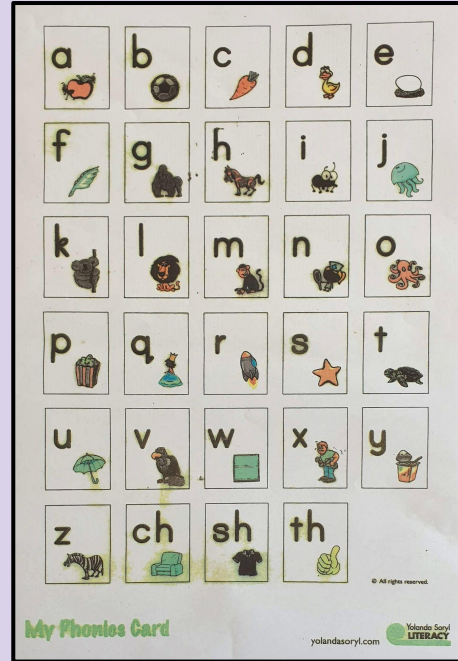 a b c d e
f g h i j
k l m n o
p q r s t
u v w x y
z ch sh th
© All rights reserved.
My Phonics Card
yolandasoryl.com
Yolanda Soryl
LITERACY